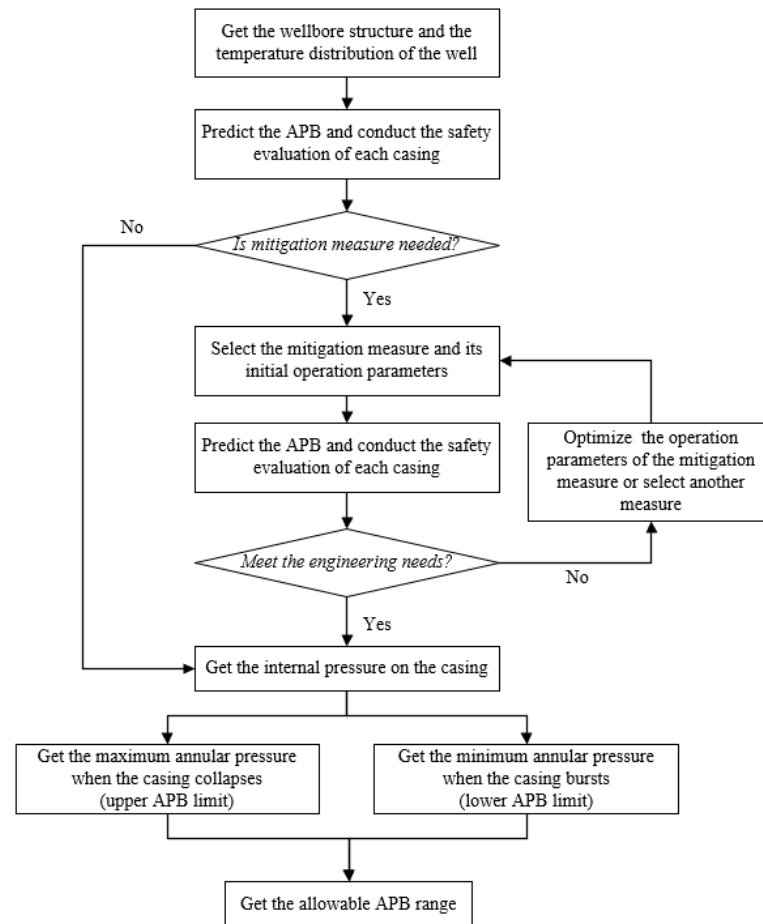 Get the wellbore structure and the
temperature distribution of the well
Predict the APB and conduct the safety
evaluation of each casing
No
Is mitigation measure needed?
Yes
Select the mitigation measure and its
initial operation parameters
Predict the APB and conduct the safety
evaluation of each casing
Optimize the operation
parameters of the mitigation
measure or select another
measure
Meet the engineering needs?
No
Yes
Get the internal pressure on the casing
Get the maximum annular pressure
when the casing collapses
(upper APB limit)
Get the minimum annular pressure
when the casing bursts
(lower APB limit)
Get the allowable APB range